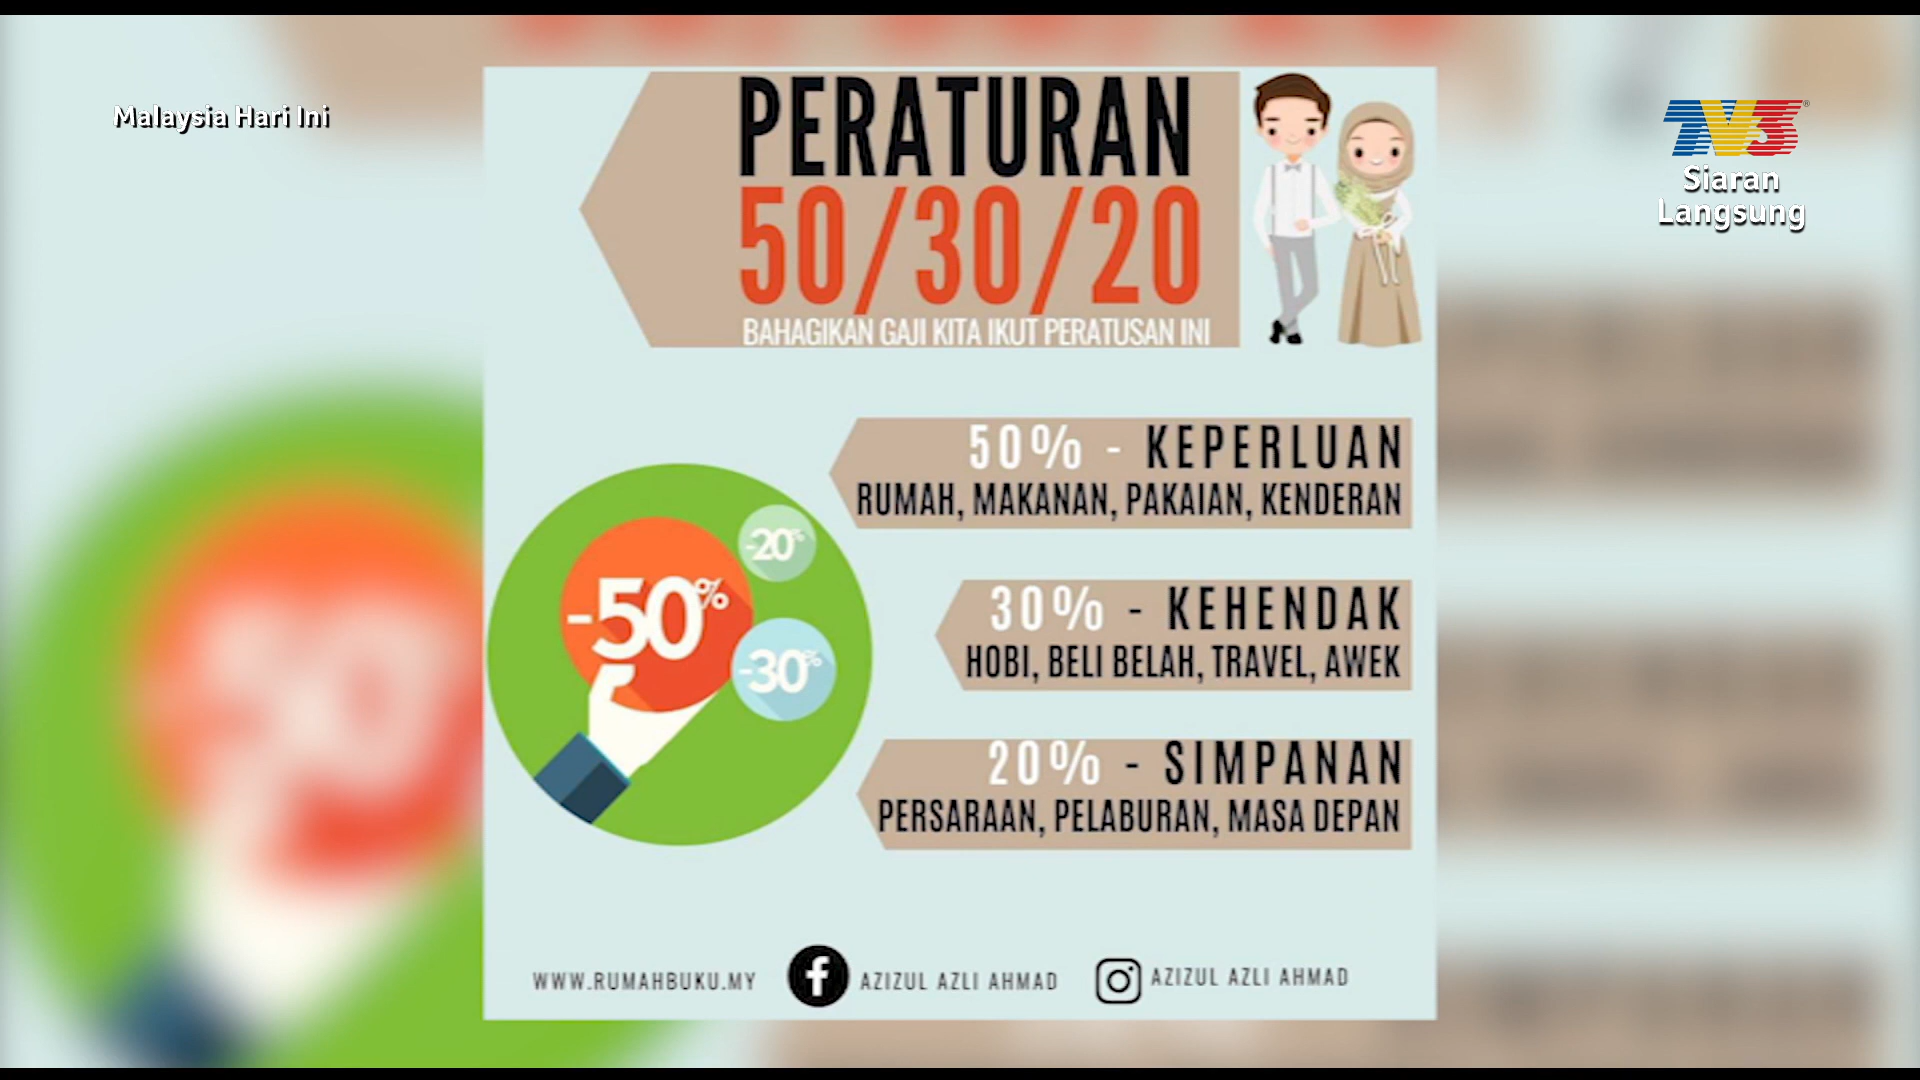 Malaysia Hari Ini
TV3
Siaran
Langsung
PERATURAN
50/30/20
BAHAGIKAN GAJI KITA IKUT PERATUSAN INI
50% - KEPERLUAN
RUMAH, MAKANAN, PAKAIAN, KENDERAN
-20%
-50%
-30%
30% - KEHENDAK
HOBI, BELI BELAH, TRAVEL, AWEK
20% - SIMPANAN
PERSARAAN, PELABURAN, MASA DEPAN
WWW.RUMAHBUKU.MY
AZIZUL AZLI AHMAD
AZIZUL AZLI AHMAD